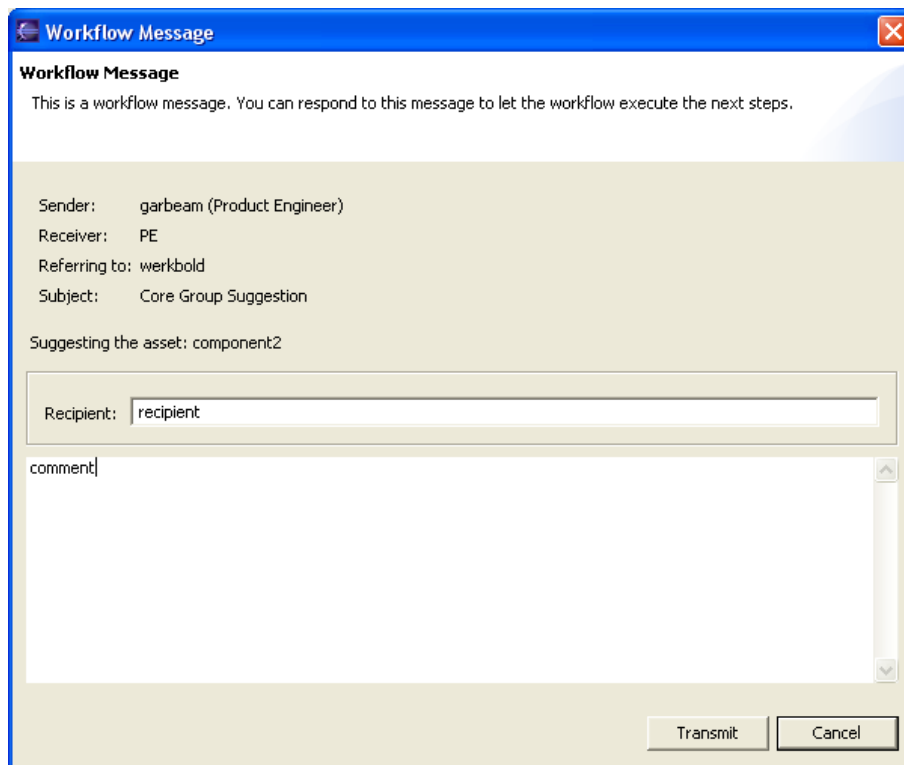 Workflow Message
Workflow Message
This is a workflow message. You can respond to this message to let the workflow execute the next steps.
Sender: garbeam (Product Engineer)
Receiver: PE
Referring to: werkbold
Subject: Core Group Suggestion
Suggesting the asset: component2
Recipient: recipient
comment
Transmit Cancel